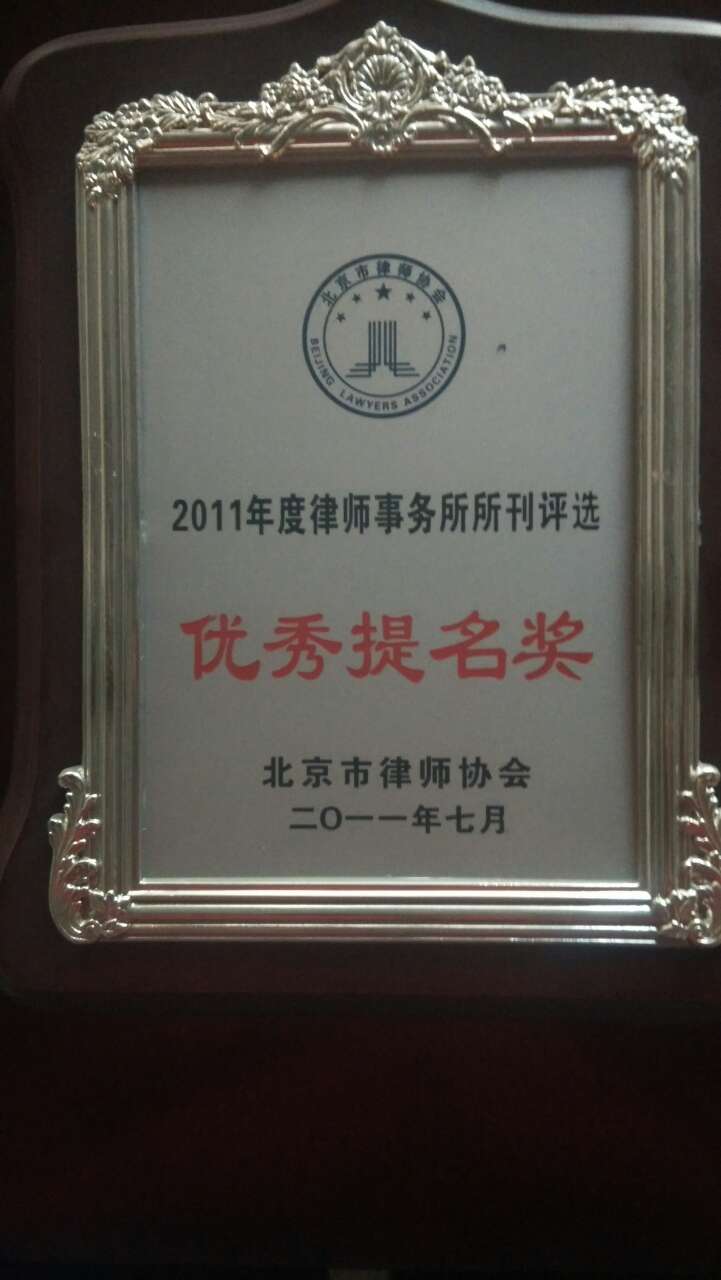 北京市律师协会
BEIJING LAWYERS ASSOCIATION
2011年度律师事务所所刊评选
优秀提名奖
北京市律师协会
二〇一一年七月